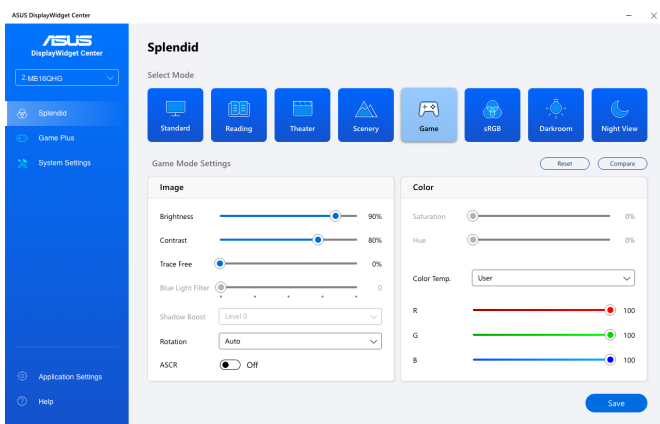 ASUS DisplayWidget Center
ASUS
DisplayWidget Center
2.MB16QHG
Splendid
Game Plus
System Settings
Application Settings
Help
Splendid
Select Mode
Standard Reading Theater Scenery Game sRGB Darkroom Night View
Game Mode Settings Reset Compare
Image
Brightness 90%
Contrast 80%
Trace Free 0%
Blue Light Filter 0
Shadow Boost Level 0
Rotation Auto
ASCR Off
Color
Saturation 0%
Hue 0%
Color Temp. User
R 100
G 100
B 100
Save